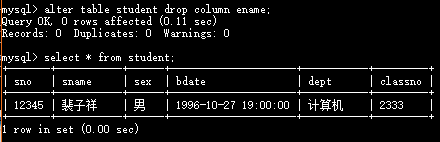 mysql> alter table student drop column ename;
Query OK, 0 rows affected (0.11 sec)
Records: 0  Duplicates: 0  Warnings: 0
mysql> select * from student;
+-------+--------+------+---------------------+--------+---------+
| sno   | sname  | sex  | bdate               | dept   | classno |
+-------+--------+------+---------------------+--------+---------+
| 12345 | 裴子祥 | 男   | 1996-10-27 19:00:00 | 计算机 | 2333    |
+-------+--------+------+---------------------+--------+---------+
1 row in set (0.00 sec)